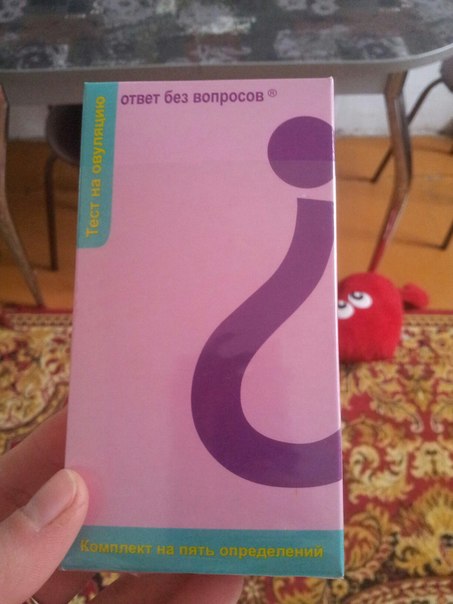 ответ без вопросов ®
Тест на овуляцию
Комплект на пять определений